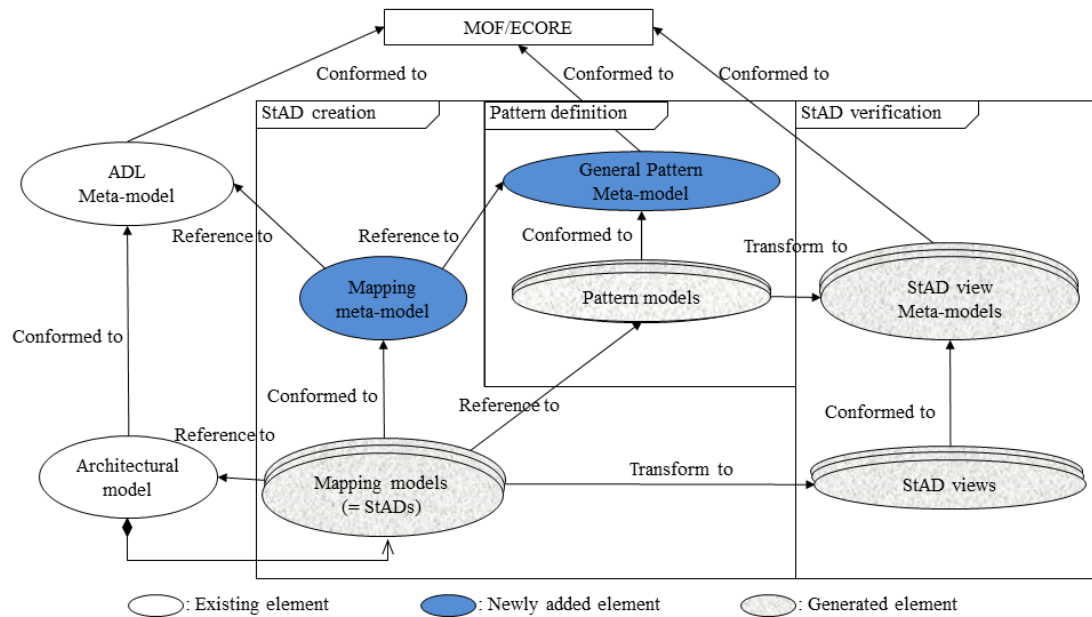 MOF/ECORE
Conformed to
Conformed to
Conformed to
StAD creation
Pattern definition
StAD verification
ADL
Meta-model
General Pattern
Meta-model
Reference to
Reference to
Conformed to
Transform to
Mapping
meta-model
Pattern models
StAD view
Meta-models
Conformed to
Conformed to
Reference to
Conformed to
Reference to
Architectural
model
Mapping models
(= StADs)
Transform to
StAD views
: Existing element
: Newly added element
: Generated element